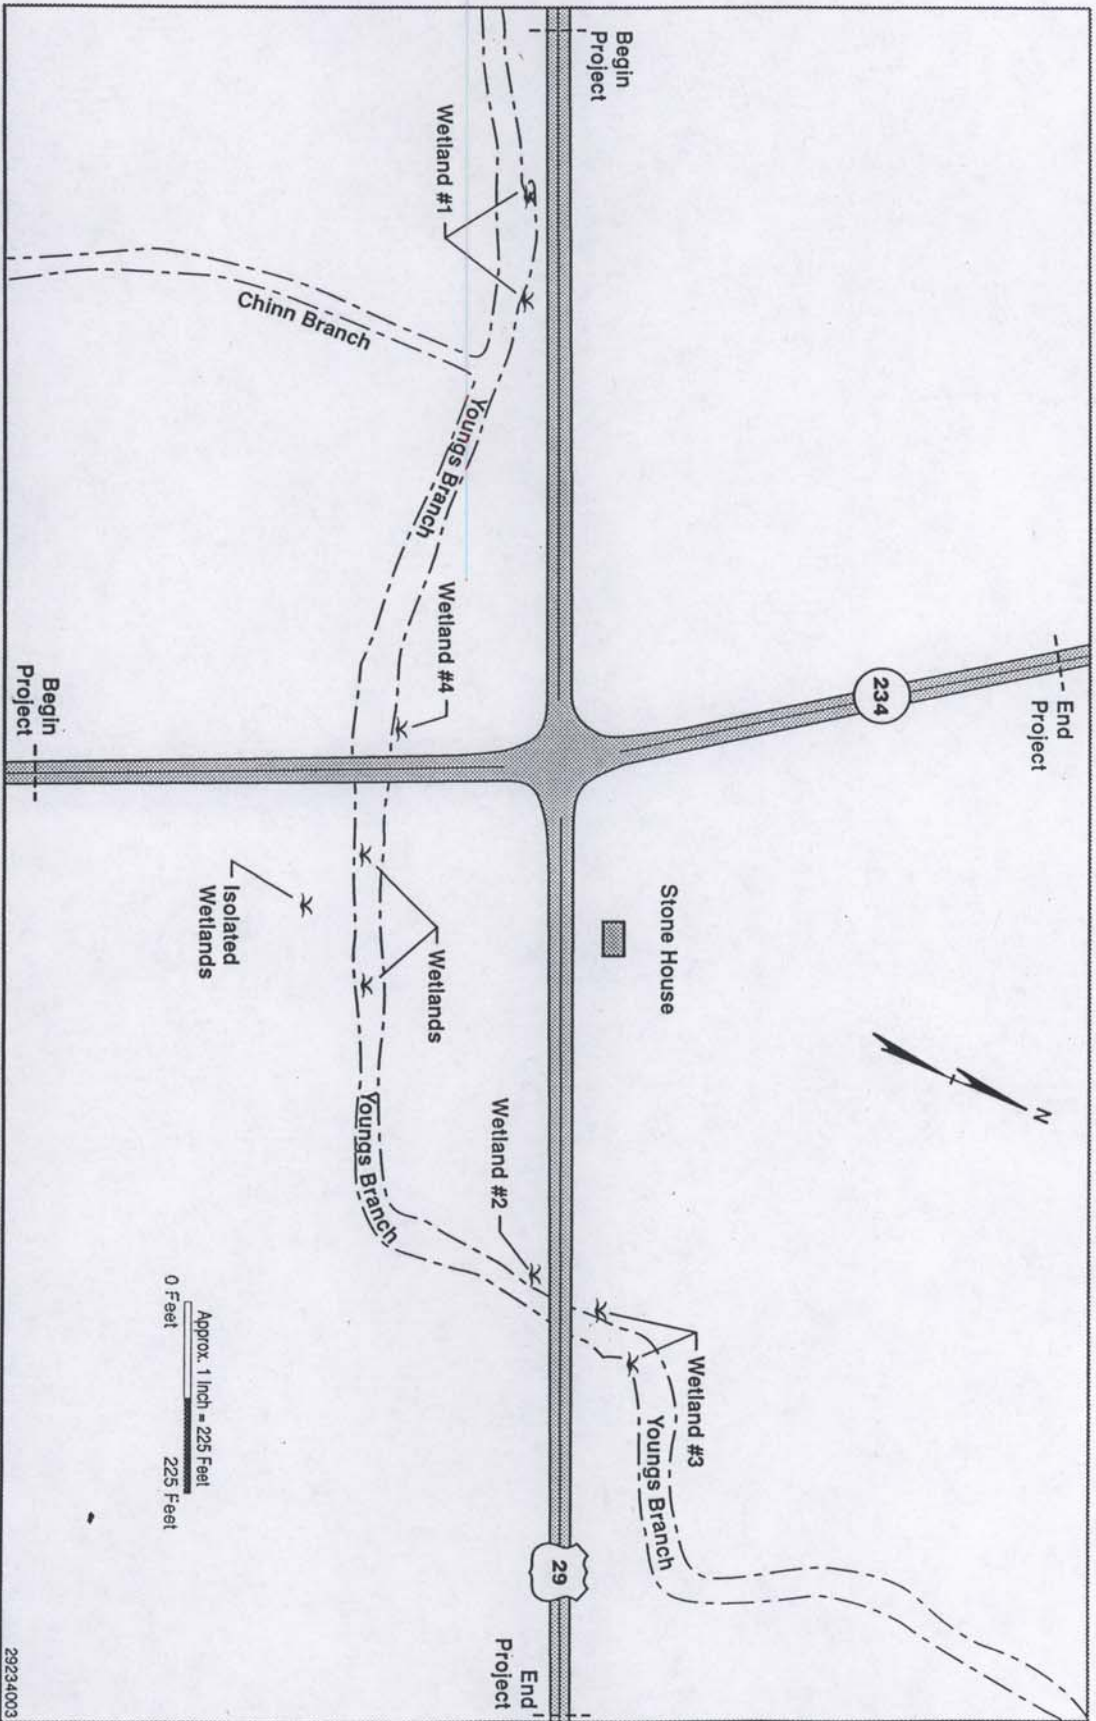 Begin
Project
Wetland #1
Chinn Branch
Youngs Branch
Wetland #4
Begin
Project
234
End
Project
Stone House
N
Isolated
Wetlands
Wetlands
Youngs Branch
Wetland #2
Wetland #3
Youngs Branch
29
End
Project
Approx. 1 Inch = 225 Feet
0 Feet
225 Feet
29234003